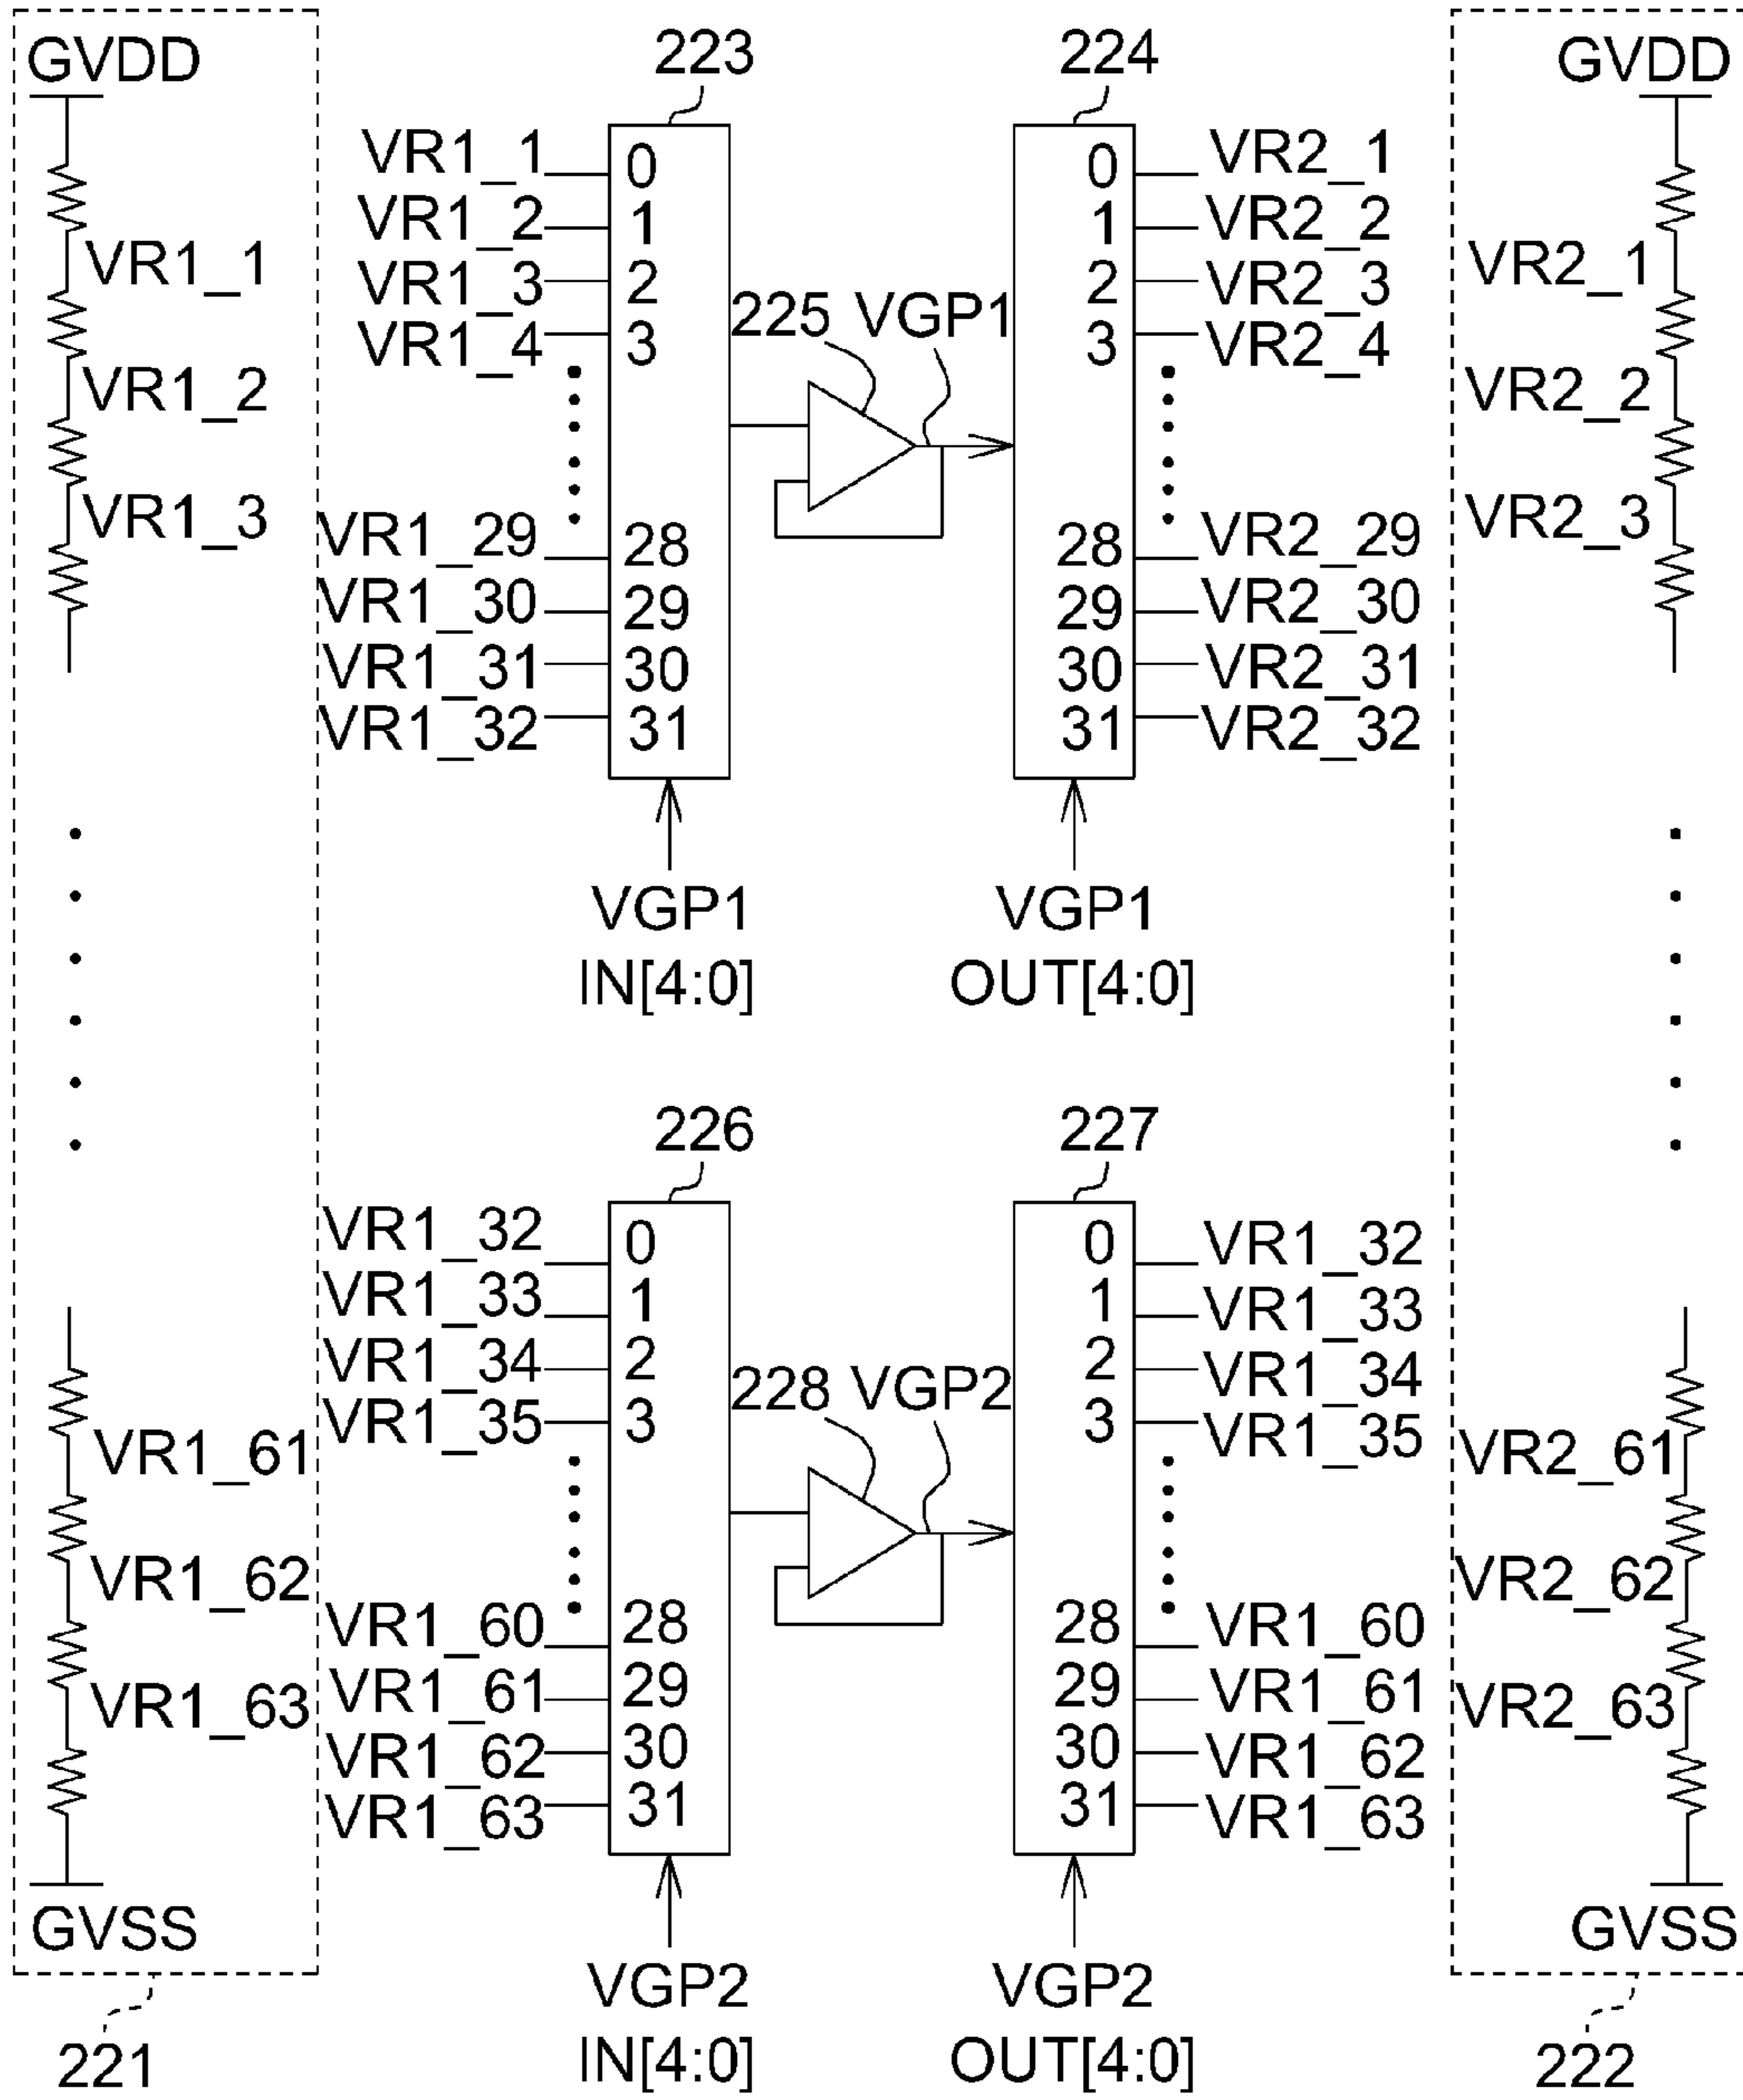 GVDD
VR1_1
VR1_2
VR1_3
VR1_61
VR1_62
VR1_63
GVSS
221
223
VR1_1 0
VR1_2 1
VR1_3 2
VR1_4 3
VR1_29 28
VR1_30 29
VR1_31 30
VR1_32 31
VGP1
IN[4:0]
225 VGP1
224
0 VR2_1
1 VR2_2
2 VR2_3
3 VR2_4
28 VR2_29
29 VR2_30
30 VR2_31
31 VR2_32
VGP1
OUT[4:0]
226
VR1_32 0
VR1_33 1
VR1_34 2
VR1_35 3
VR1_60 28
VR1_61 29
VR1_62 30
VR1_63 31
VGP2
IN[4:0]
228 VGP2
227
0 VR1_32
1 VR1_33
2 VR1_34
3 VR1_35
28 VR1_60
29 VR1_61
30 VR1_62
31 VR1_63
VGP2
OUT[4:0]
GVDD
VR2_1
VR2_2
VR2_3
VR2_61
VR2_62
VR2_63
GVSS
222